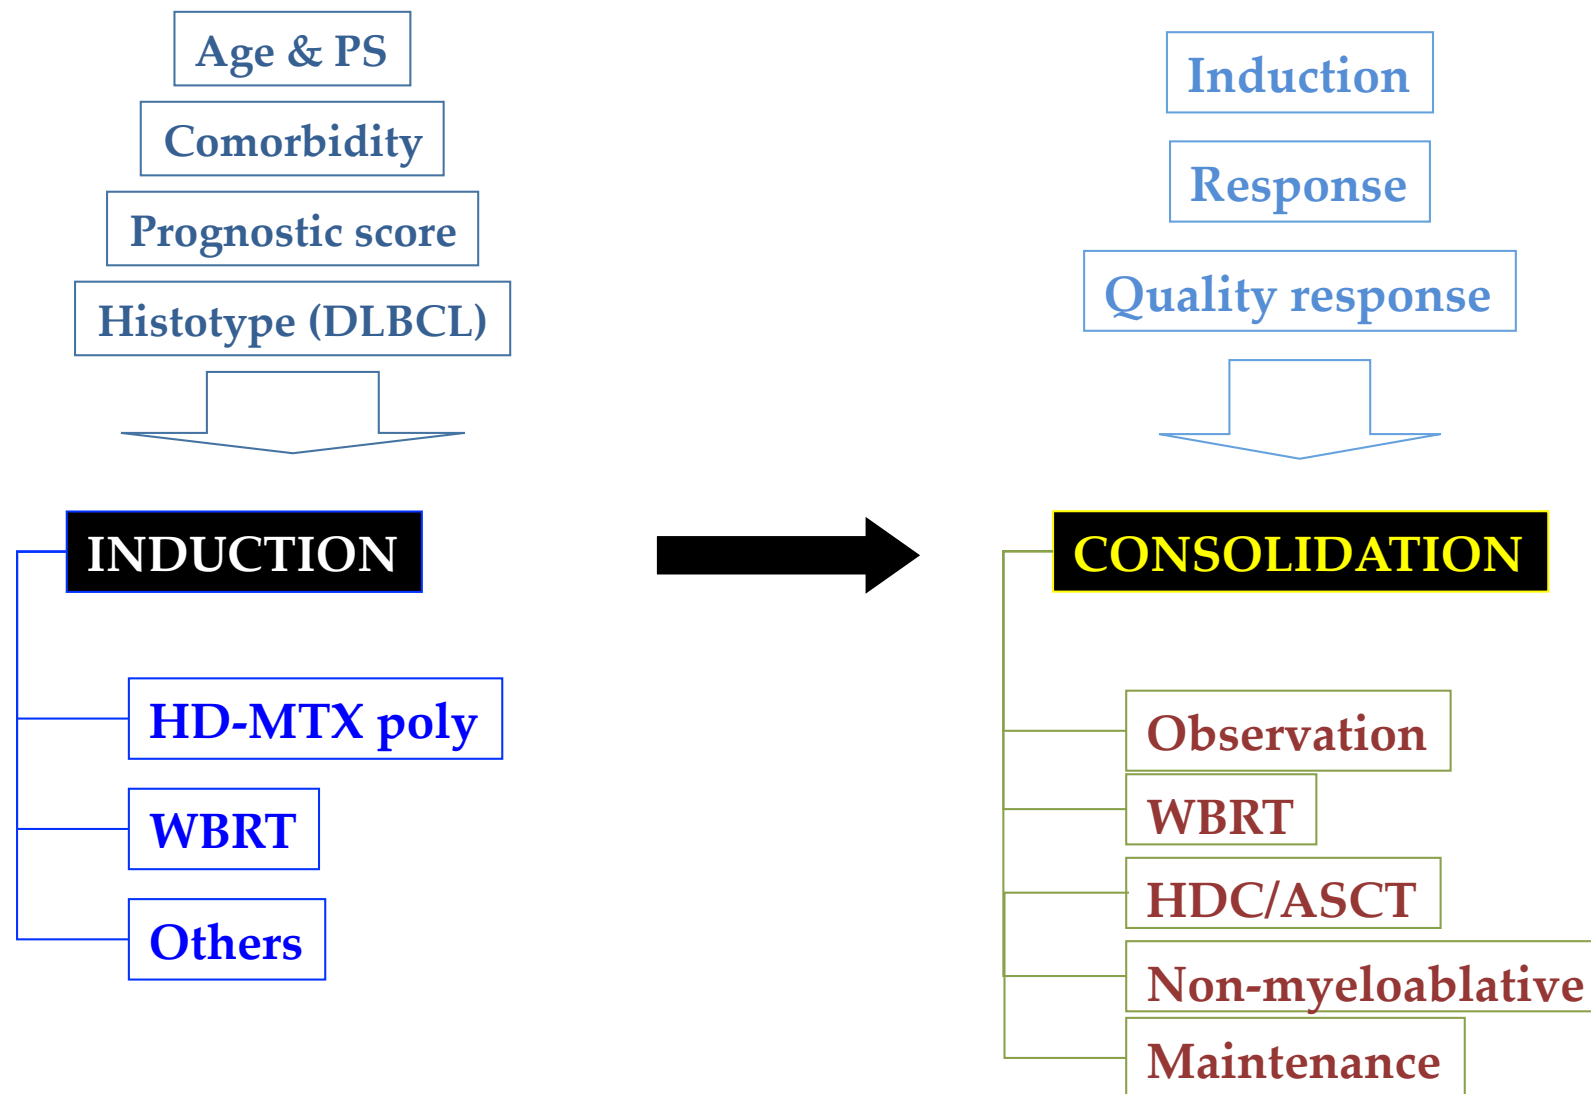 Age & PS
Comorbidity
Prognostic score
Histotype (DLBCL)
INDUCTION
HD-MTX poly
WBRT
Others
Induction
Response
Quality response
CONSOLIDATION
Observation
WBRT
HDC/ASCT
Non-myeloablative
Maintenance